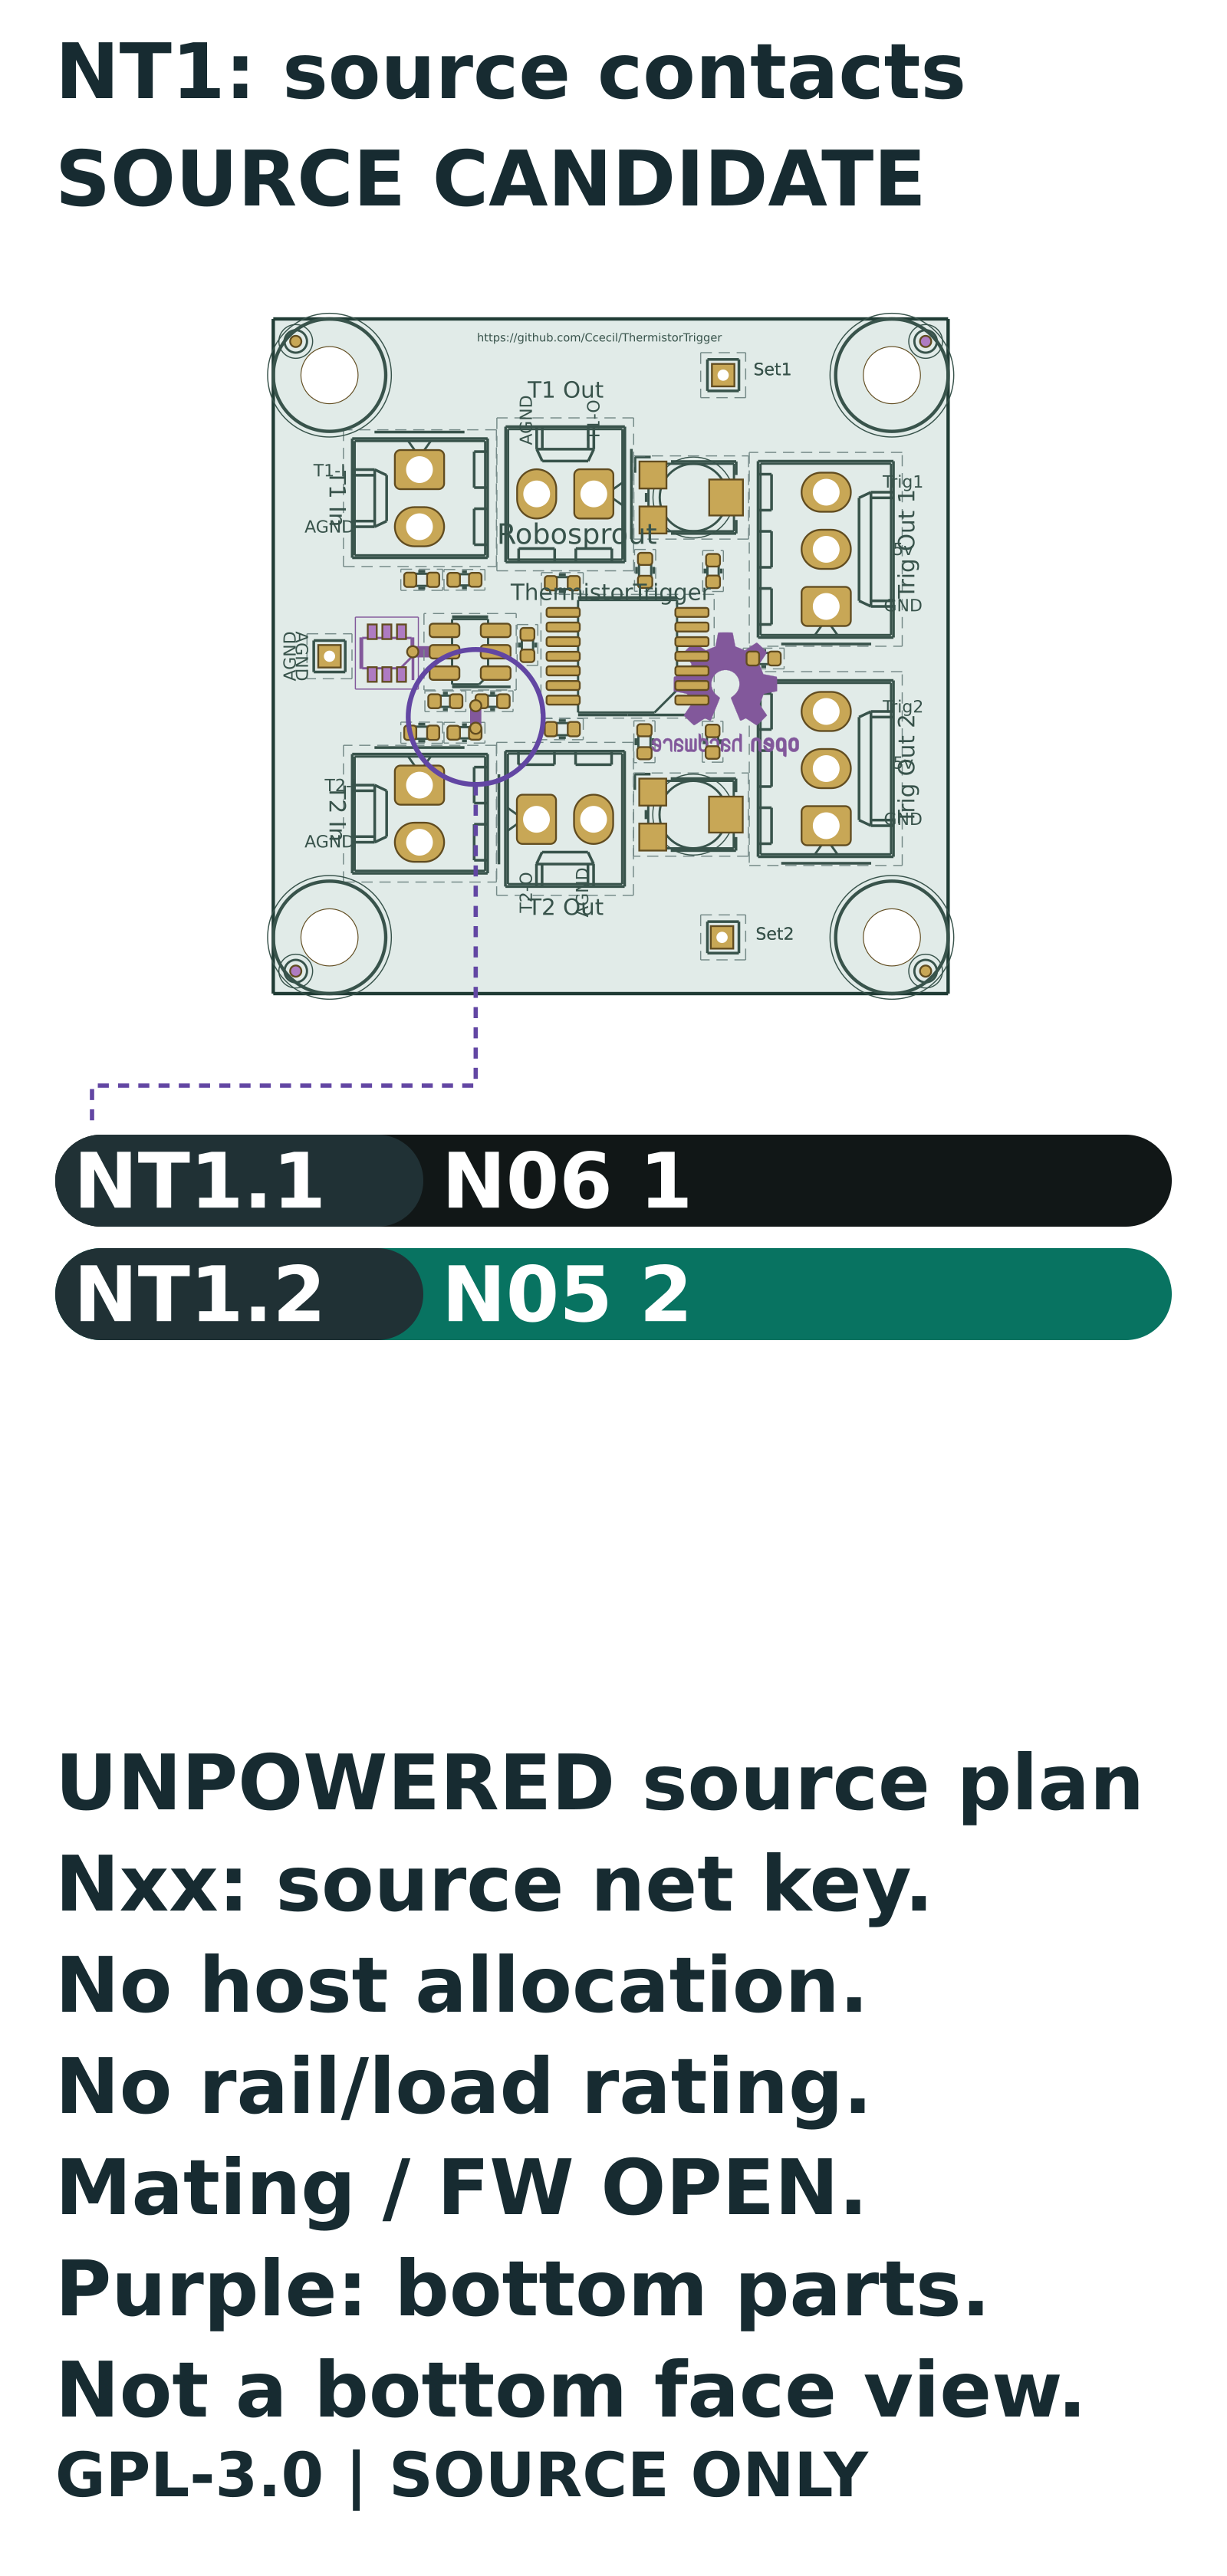 NT1: source contacts
SOURCE CANDIDATE
https://github.com/Ccecil/ThermistorTrigger
Set1
T1 Out
AGND
T1-O
T1 In
AGND
Trig1
Trig Out 1
GND
Robosprout
ThermistorTrigger
AGND
AGND
open hardware
Trig2
Trig Out 2
GND
T2 In
AGND
T2-O
AGND
T2 Out
Set2
NT1.1 N06 1
NT1.2 N05 2
UNPOWERED source plan
Nxx: source net key.
No host allocation.
No rail/load rating.
Mating / FW OPEN.
Purple: bottom parts.
Not a bottom face view.
GPL-3.0 | SOURCE ONLY